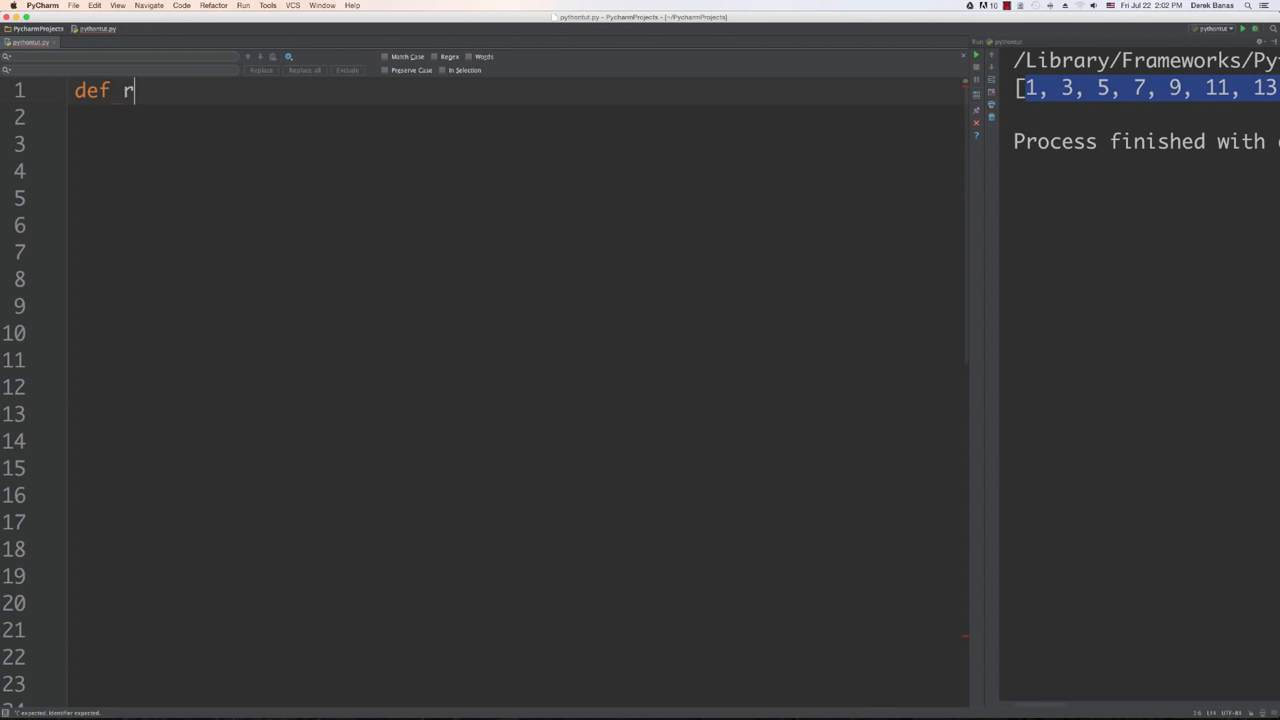 PyCharm File Edit View Navigate Code Refactor Run Tools VCS Window Help 10 Fri Jul 22 2:02 PM Derek Banas
pythontut.py - PycharmProjects - [~/PycharmProjects]
PycharmProjects pythontut.py pythontut
pythontut.py Run pythontut
Match Case Regex Words
Replace Replace all Exclude Preserve Case In Selection
1 def r
2
3
4
5
6
7
8
9
10
11
12
13
14
15
16
17
18
19
20
21
22
23
/Library/Frameworks/Py
[1, 3, 5, 7, 9, 11, 13
Process finished with
'(' expected. Identifier expected. 1:6 LF‡ UTF-8‡